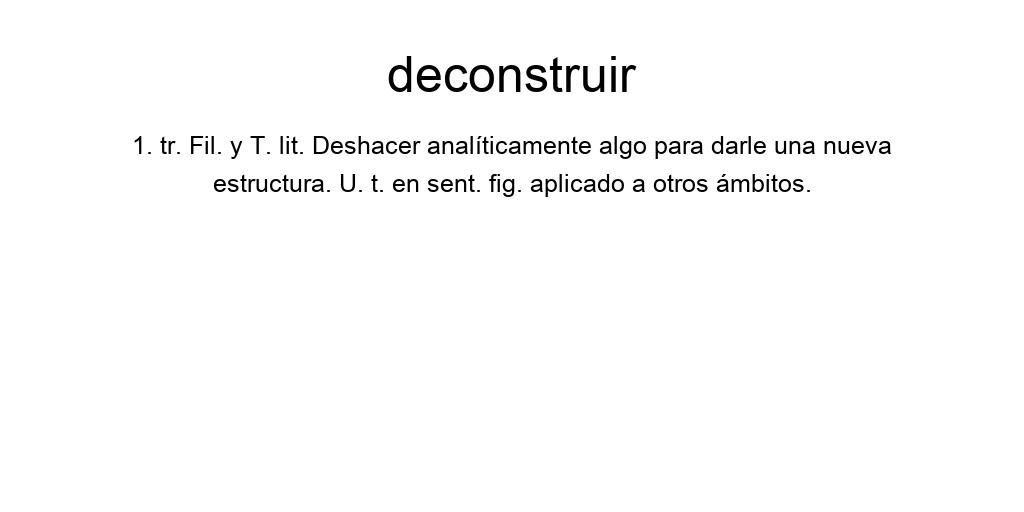 deconstruir
1. tr. Fil. y T. lit. Deshacer analíticamente algo para darle una nueva
estructura. U. t. en sent. fig. aplicado a otros ámbitos.